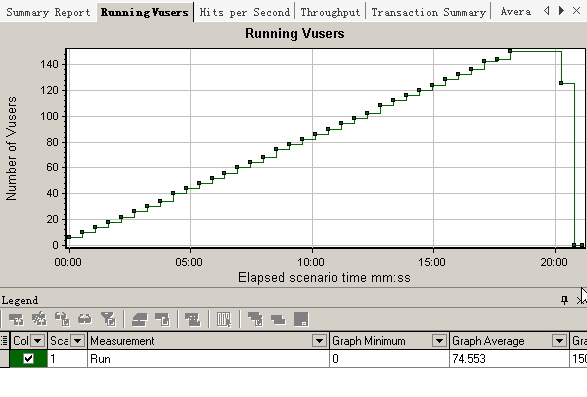 Summary Report Running Vusers Hits per Second Throughput Transaction Summary Avera
Running Vusers
Number of Vusers
140
120
100
80
60
40
20
0
00:00 05:00 10:00 15:00 20:00
Elapsed scenario time mm:ss
Legend
Col Sca Measurement Graph Minimum Graph Average Gra
1 Run 0 74.553 150